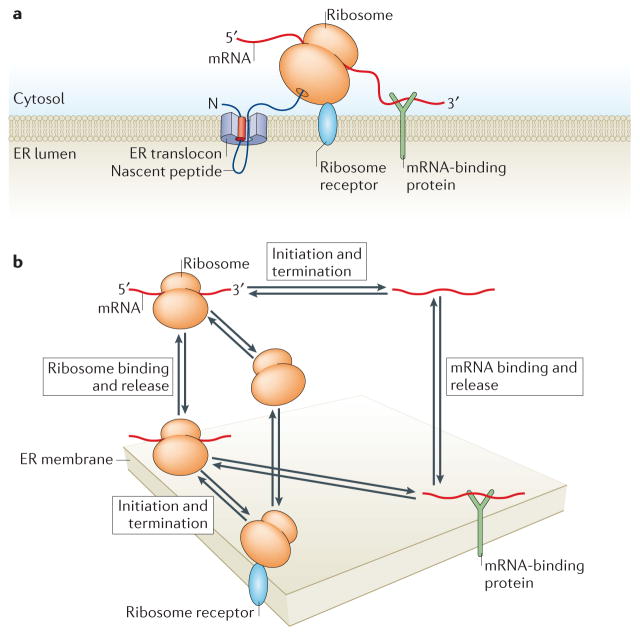 a
Ribosome
5′
mRNA
3′
Cytosol
N
ER lumen
ER translocon
Nascent peptide
Ribosome
receptor
mRNA-binding
protein
b
Ribosome
Initiation and
termination
5′
3′
mRNA
Ribosome binding
and release
mRNA binding and
release
ER membrane
Initiation and
termination
mRNA-binding
protein
Ribosome receptor